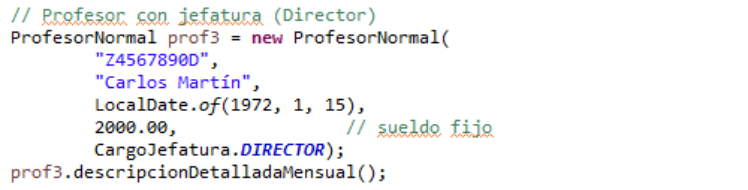 // Profesor con jefatura (Director)
ProfesorNormal prof3 = new ProfesorNormal(
"Z4567890D",
"Carlos Martín",
LocalDate.of(1972, 1, 15),
2000.00, // sueldo fijo
CargoJefatura.DIRECTOR);
prof3.descripcionDetalladaMensual();